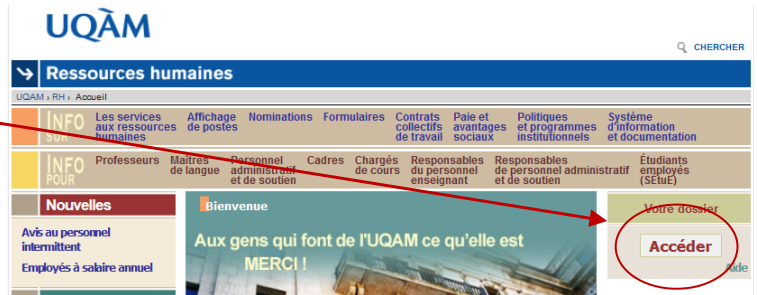 UQÀM
CHERCHER
Ressources humaines
UQAM › RH › Accueil
INFO SUR
Les services aux ressources humaines
Affichage de postes
Nominations
Formulaires
Contrats collectifs de travail
Paie et avantages sociaux
Politiques et programmes institutionnels
Système d'information et documentation
INFO POUR
Professeurs
Maîtres de langue
Personnel administratif et de soutien
Cadres
Chargés de cours
Responsables du personnel enseignant
Responsables de personnel administratif et de soutien
Étudiants employés (SÉtuE)
Nouvelles
Bienvenue
Votre dossier
Avis au personnel intermittent
Employés à salaire annuel
Aux gens qui font de l'UQAM ce qu'elle est
MERCI !
Accéder
Aide